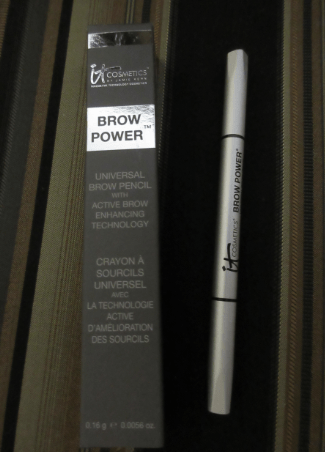 it
COSMETICS™
BY JAMIE KERN
BROW
POWER™
UNIVERSAL
BROW PENCIL
WITH
ACTIVE BROW
ENHANCING
TECHNOLOGY
CRAYON À
SOURCILS
UNIVERSEL
AVEC
LA TECHNOLOGIE
ACTIVE
D'AMÉLIORATION
DES SOURCILS
0.16 g ℮ 0.0056 oz.
it COSMETICS® BROW POWER®